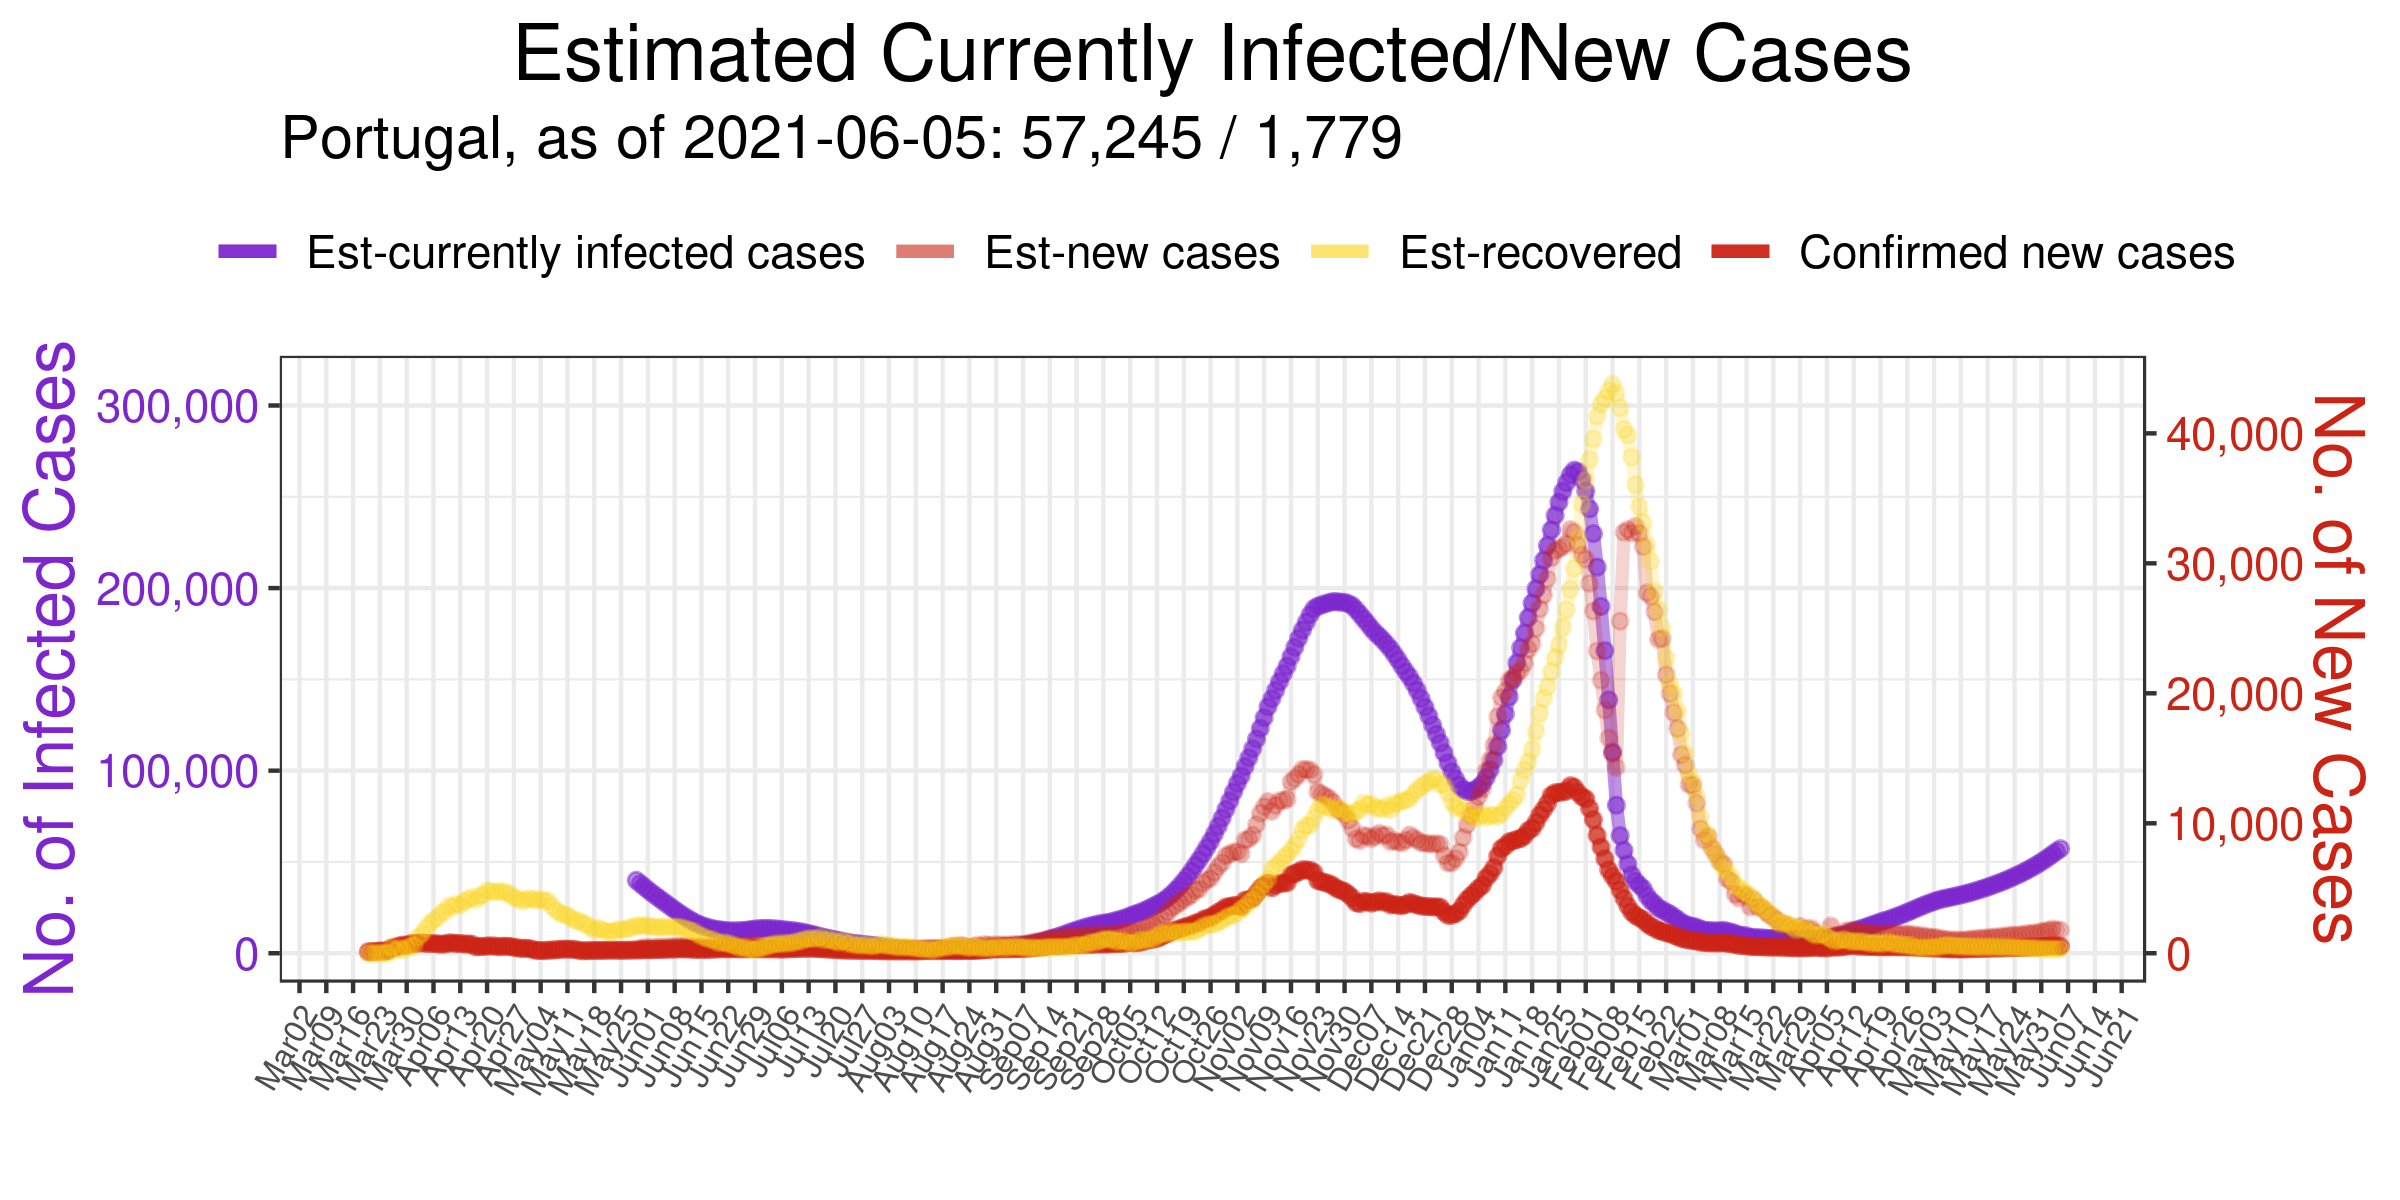 Estimated Currently Infected/New Cases
Portugal, as of 2021-06-05: 57,245 / 1,779
Est-currently infected cases Est-new cases Est-recovered Confirmed new cases
No. of Infected Cases
300,000
200,000
100,000
0
40,000
30,000
20,000
10,000
0
No. of New Cases
Mar02 Mar09 Mar16 Mar23 Mar30 Apr06 Apr13 Apr20 Apr27 May04 May11 May18 May25 Jun01 Jun08 Jun15 Jun22 Jun29 Jul06 Jul13 Jul20 Jul27 Aug03 Aug10 Aug17 Aug24 Aug31 Sep07 Sep14 Sep21 Sep28 Oct05 Oct12 Oct19 Oct26 Nov02 Nov09 Nov16 Nov23 Nov30 Dec07 Dec14 Dec21 Dec28 Jan04 Jan11 Jan18 Jan25 Feb01 Feb08 Feb15 Feb22 Mar01 Mar08 Mar15 Mar22 Mar29 Apr05 Apr12 Apr19 Apr26 May03 May10 May17 May24 May31 Jun07 Jun14 Jun21